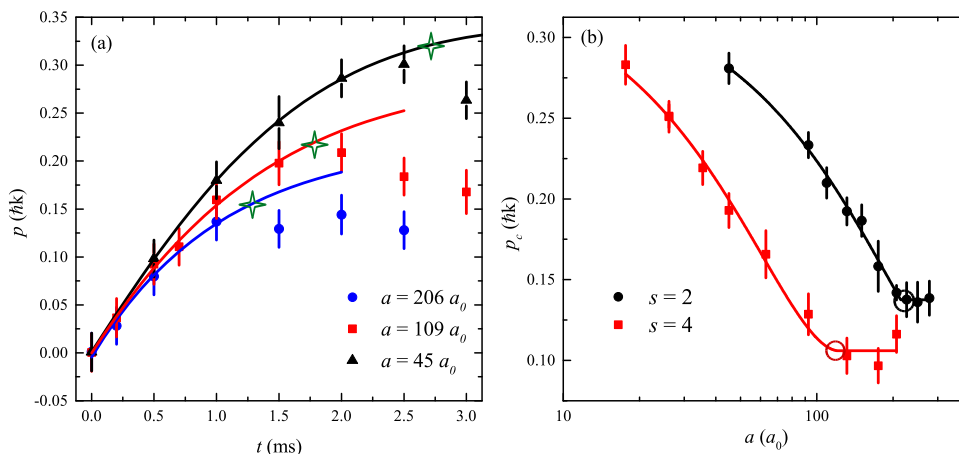 (a)
0.35
0.30
0.25
0.20
0.15
0.10
0.05
0.00
-0.05
p (ħk)
0.0 0.5 1.0 1.5 2.0 2.5 3.0
t (ms)
a = 206 a₀
a = 109 a₀
a = 45 a₀
(b)
0.30
0.25
0.20
0.15
0.10
p_c (ħk)
10 100
a (a₀)
s = 2
s = 4